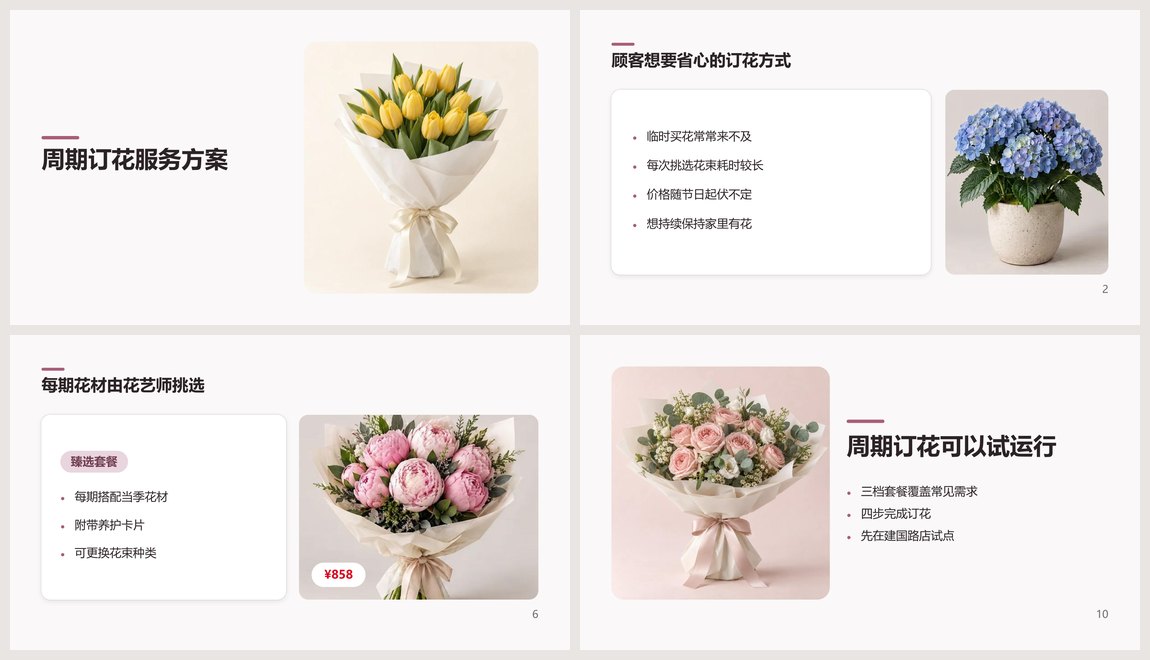 周期订花服务方案
顾客想要省心的订花方式
临时买花常常来不及
每次挑选花束耗时较长
价格随节日起伏不定
想持续保持家里有花
2
每期花材由花艺师挑选
臻选套餐
每期搭配当季花材
附带养护卡片
可更换花束种类
¥858
6
周期订花可以试运行
三档套餐覆盖常见需求
四步完成订花
先在建国路店试点
10